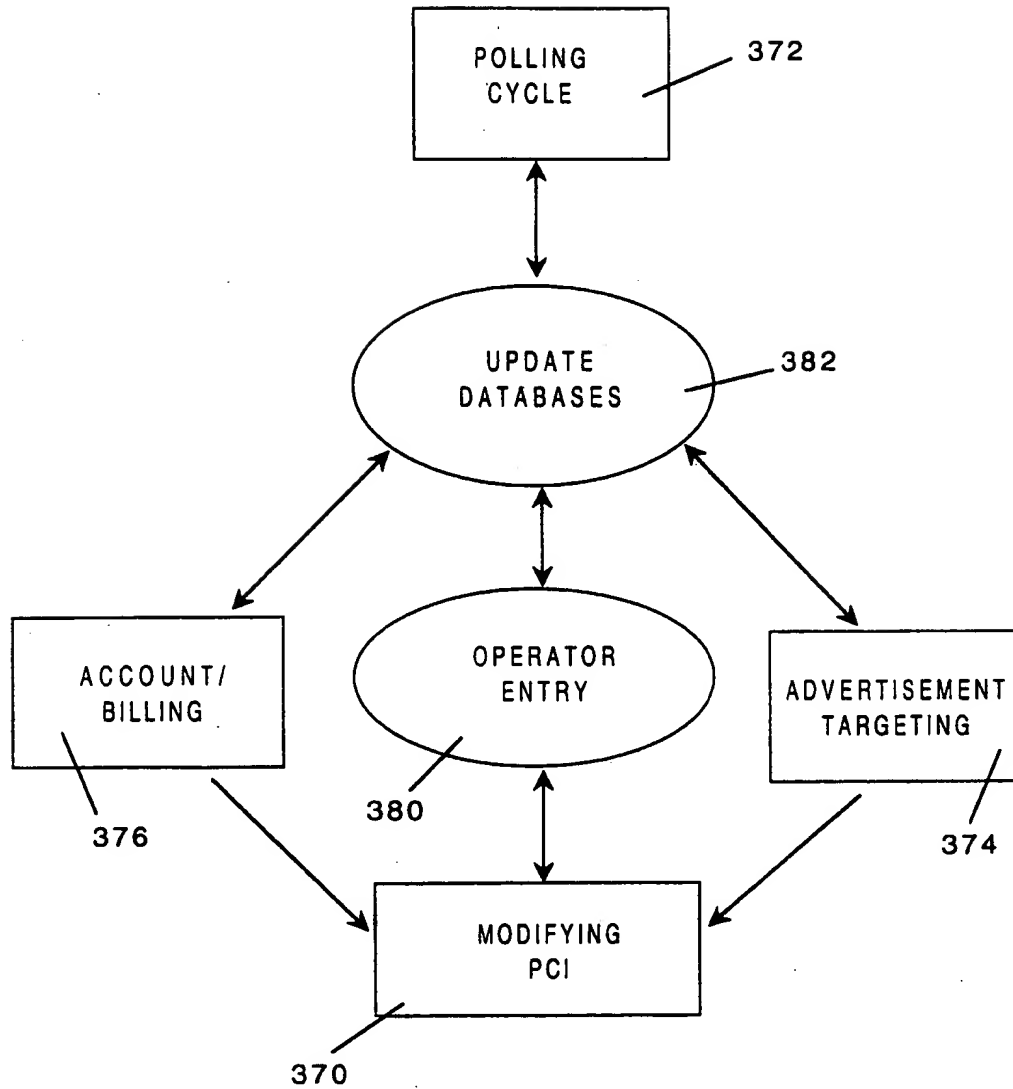 POLLING
CYCLE
372
UPDATE
DATABASES
382
ACCOUNT/
BILLING
376
OPERATOR
ENTRY
380
ADVERTISEMENT
TARGETING
374
MODIFYING
PCI
370